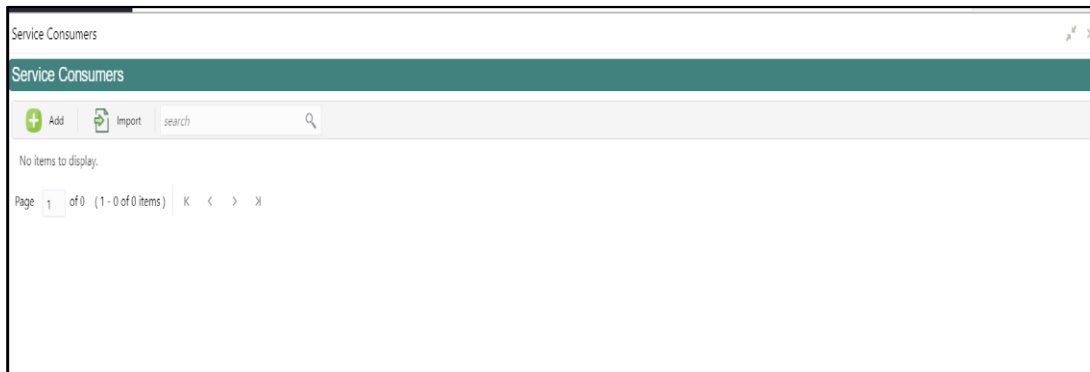 Service Consumers
Service Consumers
Add Import search
No items to display.
Page 1 of 0 ( 1 - 0 of 0 items )